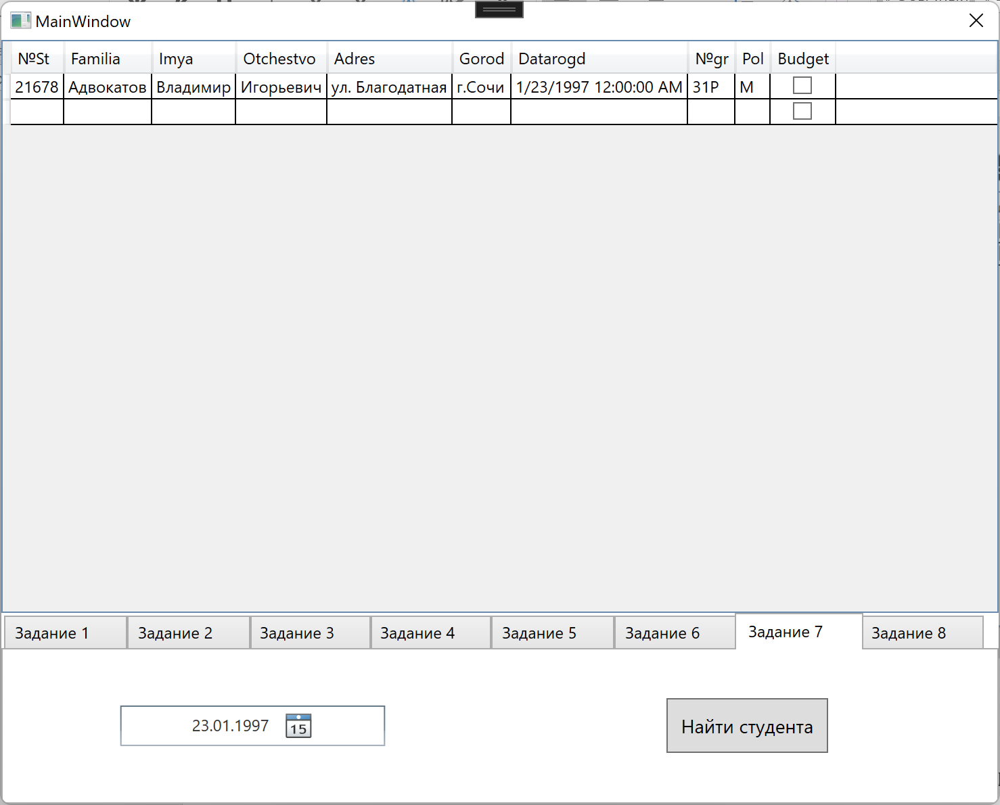 MainWindow
№St Familia Imya Otchestvo Adres Gorod Datarogd №gr Pol Budget
21678 Адвокатов Владимир Игорьевич ул. Благодатная г.Сочи 1/23/1997 12:00:00 AM 31Р М
Задание 1 Задание 2 Задание 3 Задание 4 Задание 5 Задание 6 Задание 7 Задание 8
23.01.1997 15 Найти студента